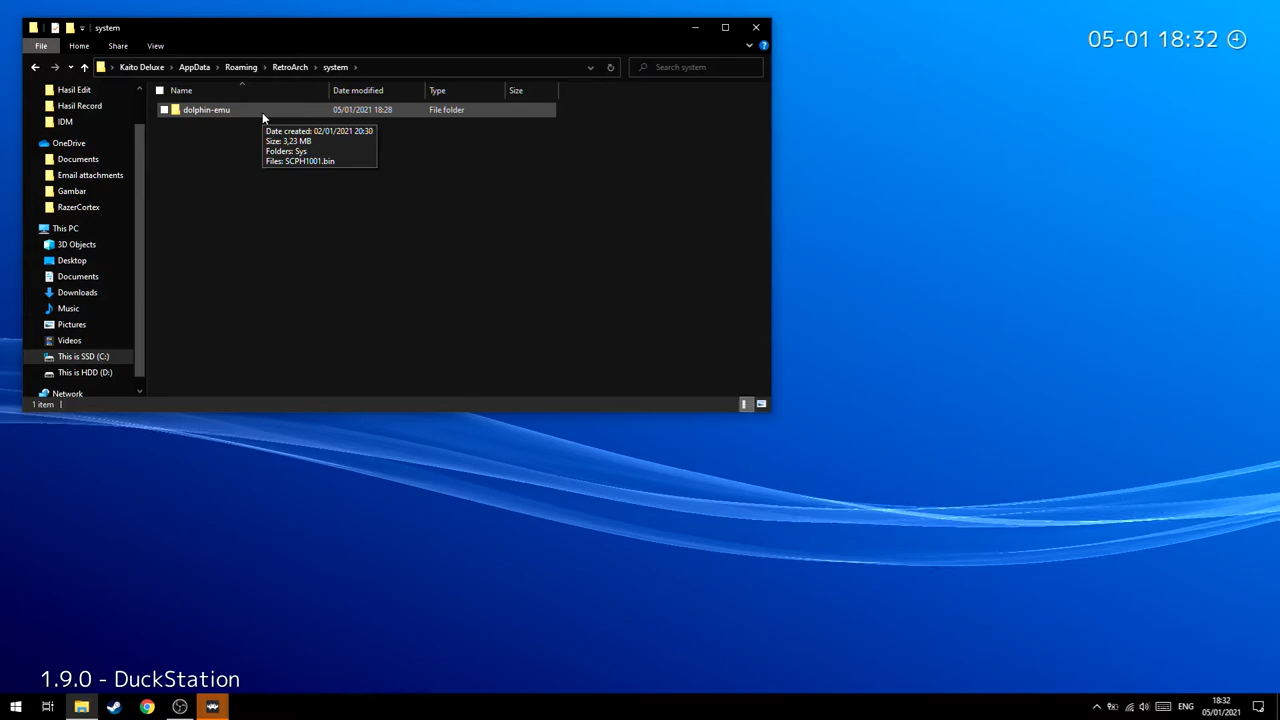 system
File Home Share View
Kaito Deluxe > AppData > Roaming > RetroArch > system >
Search system
Name Date modified Type Size
dolphin-emu 05/01/2021 18:28 File folder
Date created: 02/01/2021 20:30
Size: 3,23 MB
Folders: Sys
Files: SCPH1001.bin
Hasil Edit
Hasil Record
IDM
OneDrive
Documents
Email attachments
Gambar
RazerCortex
This PC
3D Objects
Desktop
Documents
Downloads
Music
Pictures
Videos
This is SSD (C:)
This is HDD (D:)
Network
1 item
05-01 18:32
1.9.0 - DuckStation
ENG
18:32
05/01/2021